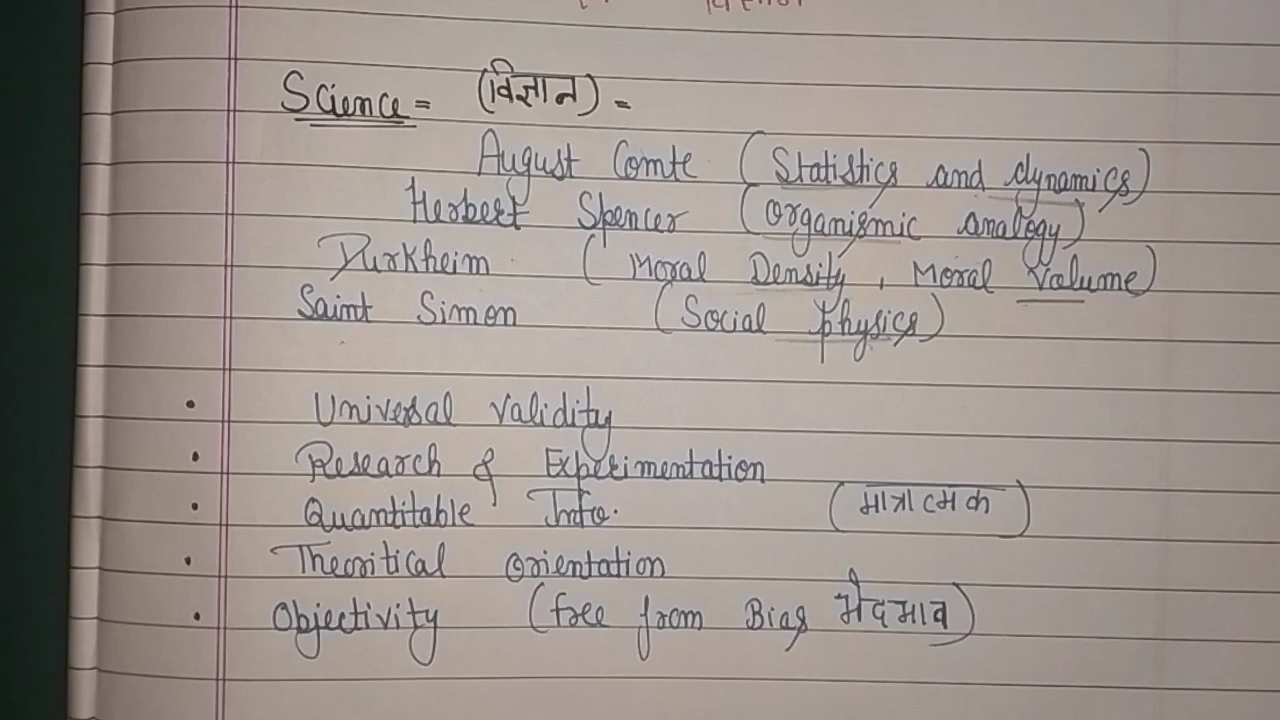 Science = (विज्ञान) -
August Comte (Statistics and dynamics)
Herbert Spencer (organismic analogy)
Durkheim (Moral Density, Moral Volume)
Saint Simon (Social Physics)
• Universal validity
• Research & Experimentation
• Quantitable Info. (मात्रात्मक)
• Theoritical orientation
• Objectivity (free from Bias भेदभाव)